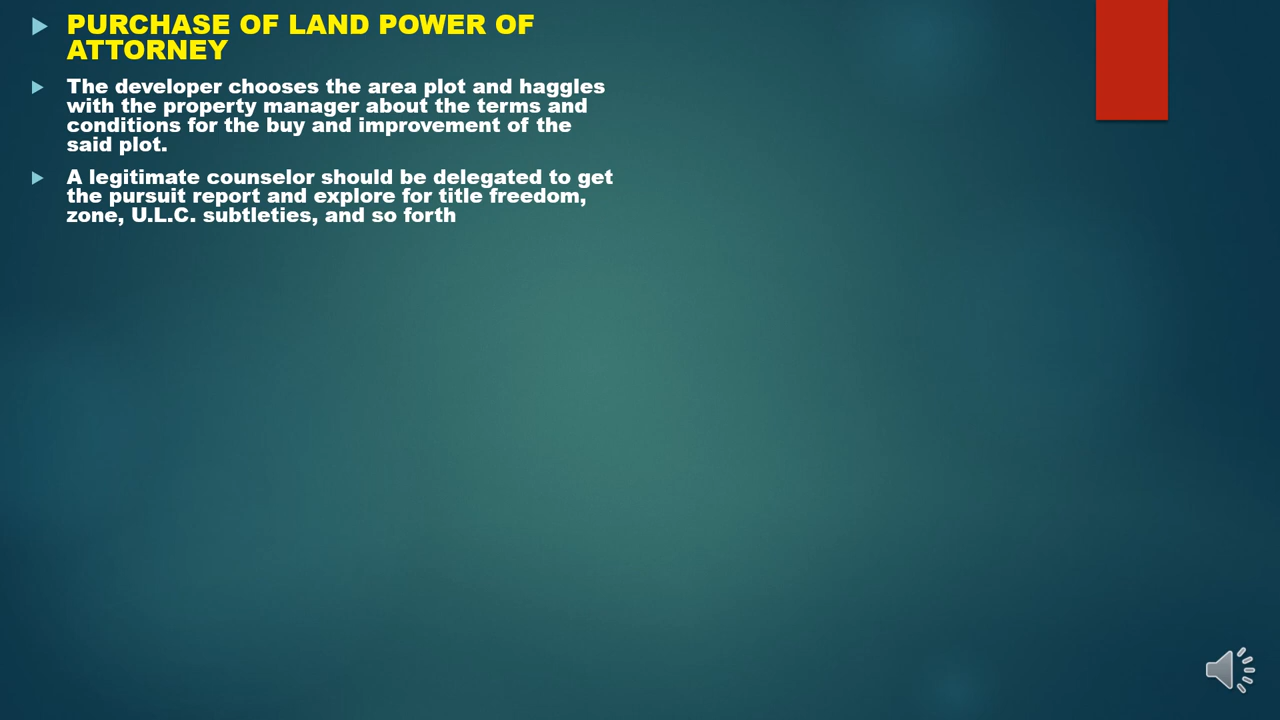 PURCHASE OF LAND POWER OF
ATTORNEY
The developer chooses the area plot and haggles
with the property manager about the terms and
conditions for the buy and improvement of the
said plot.
A legitimate counselor should be delegated to get
the pursuit report and explore for title freedom,
zone, U.L.C. subtleties, and so forth